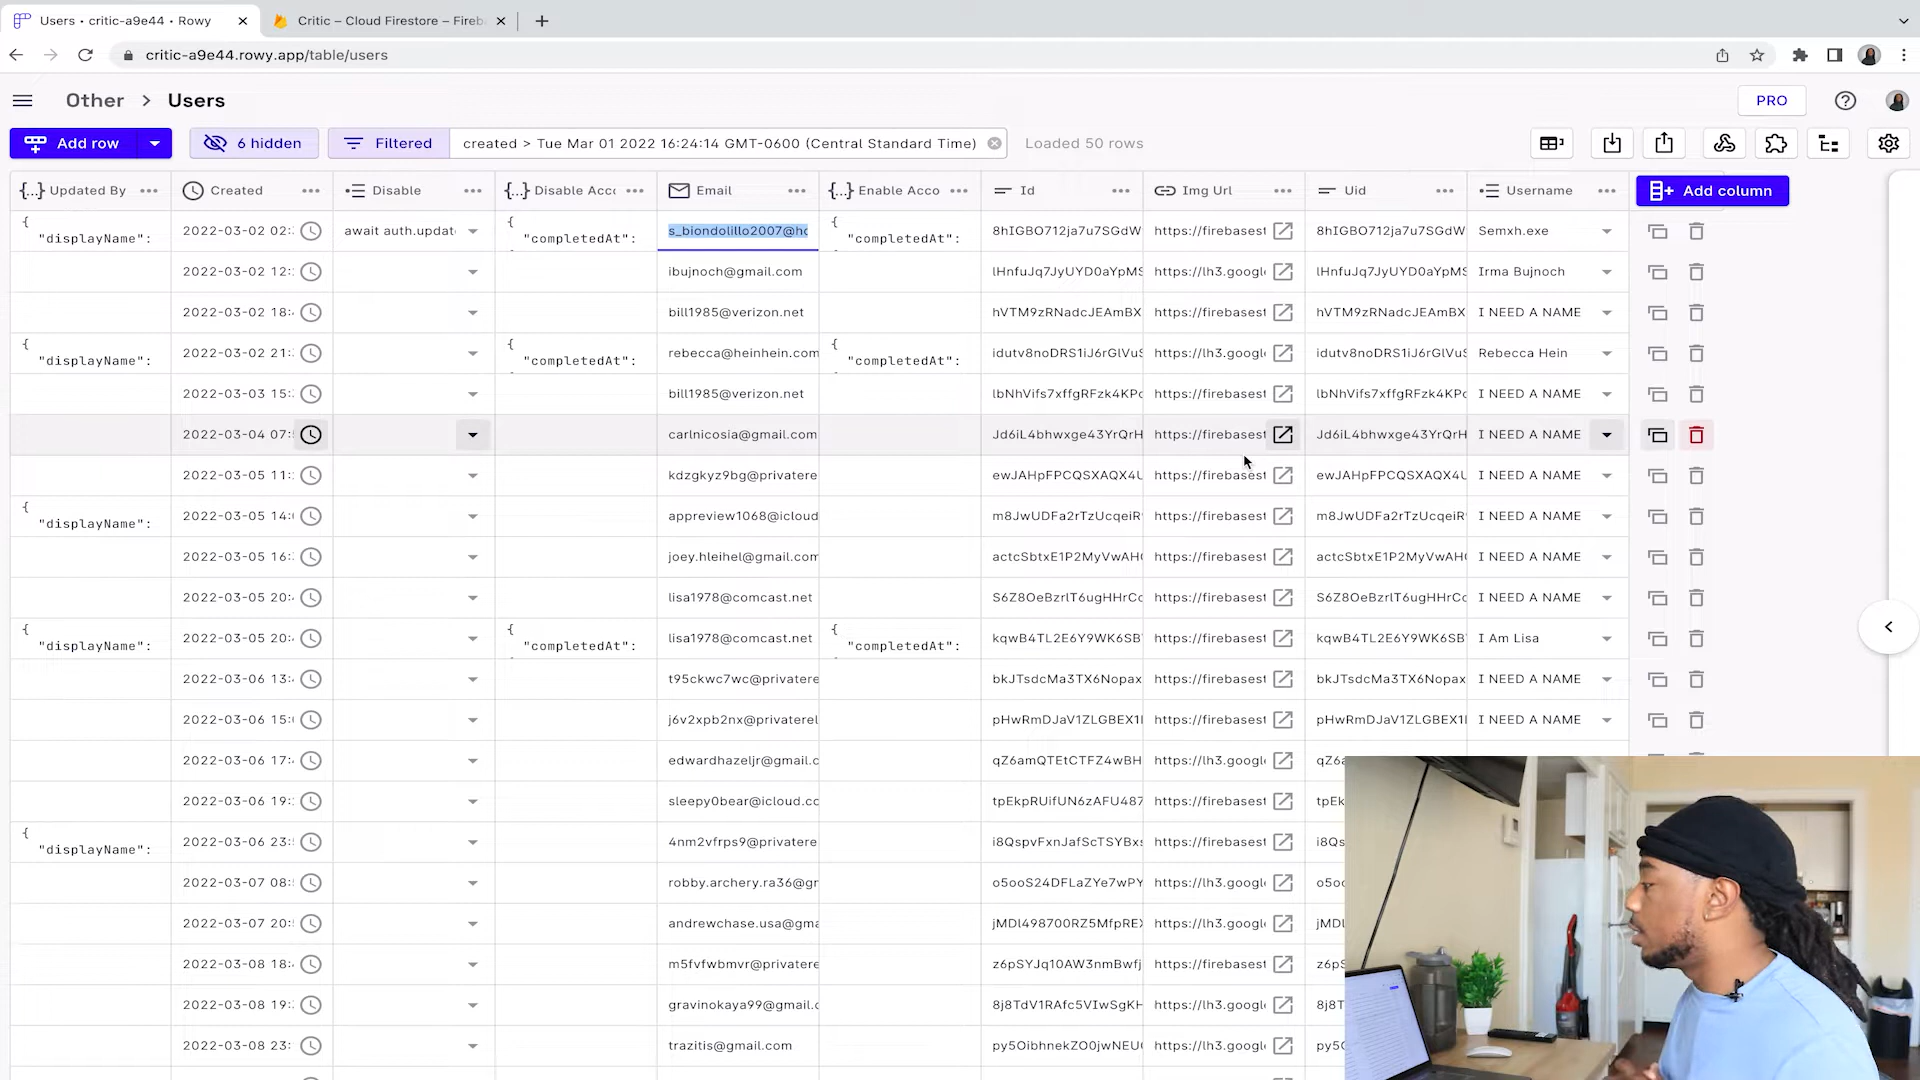 Users • critic-a9e44 • Rowy
Critic – Cloud Firestore – Fireb
critic-a9e44.rowy.app/table/users
Other > Users
PRO
Add row
6 hidden
Filtered
created > Tue Mar 01 2022 16:24:14 GMT-0600 (Central Standard Time)
Loaded 50 rows
{...} Updated By
Created
Disable
{...} Disable Acc
Email
{...} Enable Acco
Id
Img Url
Uid
Username
Add column
{ "displayName": 2022-03-02 02: await auth.updat { "completedAt": s_biondolillo2007@ho { "completedAt": 8hIGBO712ja7u7SGdW https://firebasest 8hIGBO712ja7u7SGdW Semxh.exe
2022-03-02 12: ibujnoch@gmail.com lHnfuJq7JyUYD0aYpMS https://lh3.googl lHnfuJq7JyUYD0aYpMS Irma Bujnoch
2022-03-02 18: bill1985@verizon.net hVTM9zRNadcJEAmBX https://firebasest hVTM9zRNadcJEAmBX I NEED A NAME
{ "displayName": 2022-03-02 21: { "completedAt": rebecca@heinhein.com { "completedAt": idutv8noDRS1iJ6rGlVuS https://lh3.googl idutv8noDRS1iJ6rGlVuS Rebecca Hein
2022-03-03 15: bill1985@verizon.net lbNhVifs7xffgRFzk4KPc https://firebasest lbNhVifs7xffgRFzk4KPc I NEED A NAME
2022-03-04 07: carlnicosia@gmail.com Jd6iL4bhwxge43YrQrH https://firebasest Jd6iL4bhwxge43YrQrH I NEED A NAME
2022-03-05 11: kdzgkyz9bg@privatere ewJAHpFPCQSXAQX4U https://firebasest ewJAHpFPCQSXAQX4U I NEED A NAME
{ "displayName": 2022-03-05 14: appreview1068@icloud m8JwUDFa2rTzUcqeiR https://firebasest m8JwUDFa2rTzUcqeiR I NEED A NAME
2022-03-05 16: joey.hleihel@gmail.com actcSbtxE1P2MyVwAH https://firebasest actcSbtxE1P2MyVwAH I NEED A NAME
2022-03-05 20: lisa1978@comcast.net S6Z8OeBzrlT6ugHHrCc https://firebasest S6Z8OeBzrlT6ugHHrCc I NEED A NAME
{ "displayName": 2022-03-05 20: { "completedAt": lisa1978@comcast.net { "completedAt": kqwB4TL2E6Y9WK6SB https://firebasest kqwB4TL2E6Y9WK6SB I Am Lisa
2022-03-06 13: t95ckwc7wc@privatere bkJTsdcMa3TX6Nopax https://firebasest bkJTsdcMa3TX6Nopax I NEED A NAME
2022-03-06 15: j6v2xpb2nx@privaterel pHwRmDJaV1ZLGBEX1 https://firebasest pHwRmDJaV1ZLGBEX1 I NEED A NAME
2022-03-06 17: edwardhazeljr@gmail.c qZ6amQTEtCTFZ4wBH https://lh3.googl qZ6a
2022-03-06 19: sleepy0bear@icloud.cc tpEkpRUifUN6zAFU487 https://firebasest tpEk
{ "displayName": 2022-03-06 23: 4nm2vfrps9@privatere i8QspvFxnJafScTSYBxs https://firebasest i8Qs
2022-03-07 08: robby.archery.ra36@gr o5ooS24DFLaZYe7wPY https://lh3.googl o5oo
2022-03-07 20: andrewchase.usa@gma jMDl498700RZ5MfpREX https://lh3.googl jMDl
2022-03-08 18: m5fvfwbmvr@privatere z6pSYJq10AW3nmBwfj https://firebasest z6pS
2022-03-08 19: gravinokaya99@gmail.c 8j8TdV1RAfc5VIwSgKH https://lh3.googl 8j8T
2022-03-08 23: trazitis@gmail.com py5OibhnekZO0jwNEU https://lh3.googl py5O